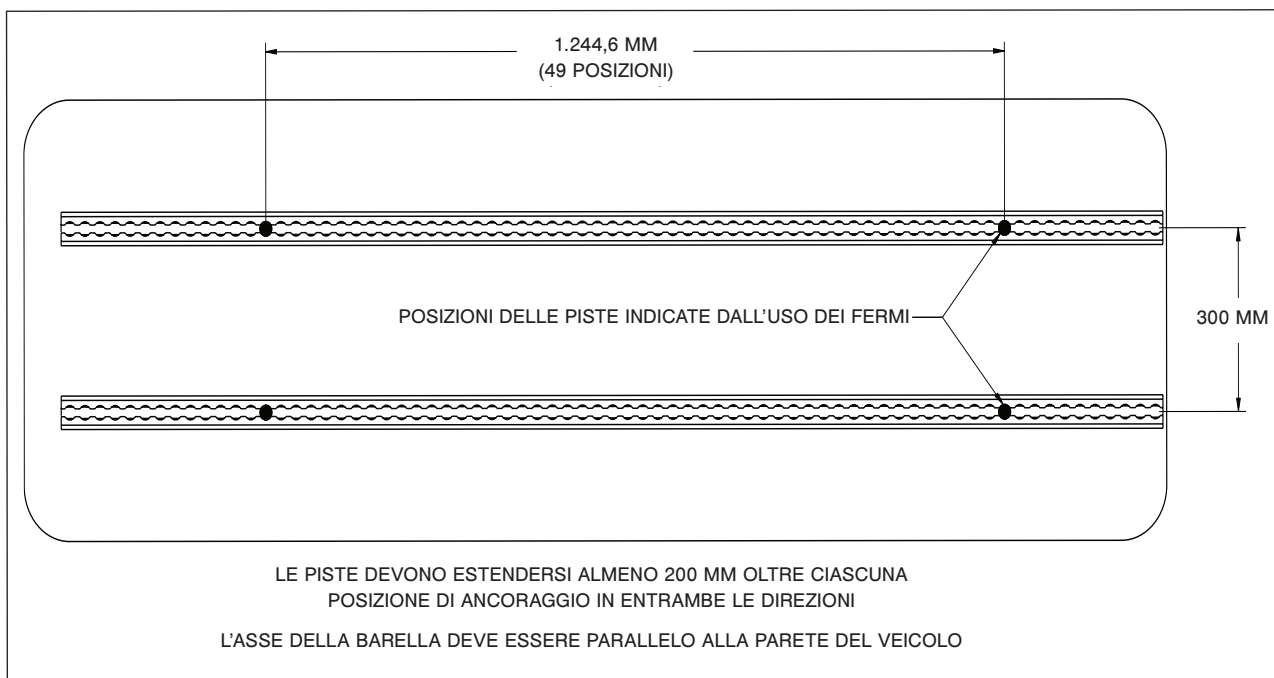 1.244,6 MM
(49 POSIZIONI)
POSIZIONI DELLE PISTE INDICATE DALL'USO DEI FERMI
300 MM
LE PISTE DEVONO ESTENDERSI ALMENO 200 MM OLTRE CIASCUNA
POSIZIONE DI ANCORAGGIO IN ENTRAMBE LE DIREZIONI
L'ASSE DELLA BARELLA DEVE ESSERE PARALLELO ALLA PARETE DEL VEICOLO